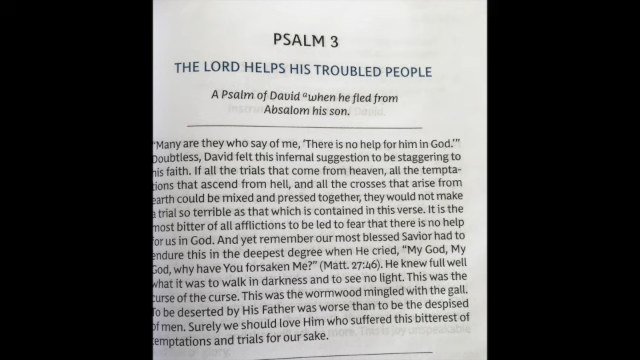 PSALM 3
THE LORD HELPS HIS TROUBLED PEOPLE
A Psalm of David ᵃwhen he fled from
Absalom his son.
"Many are they who say of me, 'There is no help for him in God.'"
Doubtless, David felt this infernal suggestion to be staggering to
his faith. If all the trials that come from heaven, all the tempta-
tions that ascend from hell, and all the crosses that arise from
earth could be mixed and pressed together, they would not make
a trial so terrible as that which is contained in this verse. It is the
most bitter of all afflictions to be led to fear that there is no help
for us in God. And yet remember our most blessed Savior had to
endure this in the deepest degree when He cried, "My God, My
God, why have You forsaken Me?" (Matt. 27:46). He knew full well
what it was to walk in darkness and to see no light. This was the
curse of the curse. This was the wormwood mingled with the gall.
To be deserted by His Father was worse than to be the despised
of men. Surely we should love Him who suffered this bitterest of
temptations and trials for our sake.